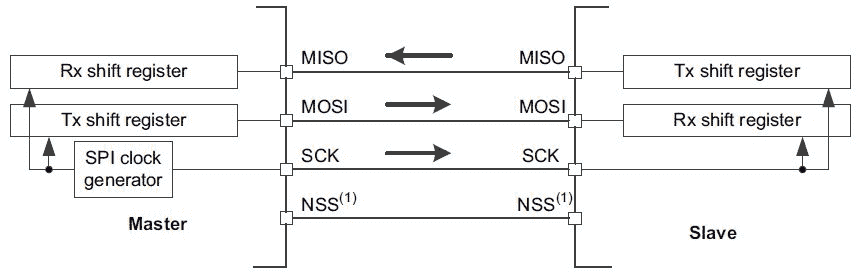 MISO MISO
Rx shift register Tx shift register
MOSI MOSI
Tx shift register Rx shift register
SPI clock
generator
SCK SCK
NSS(1) NSS(1)
Master Slave